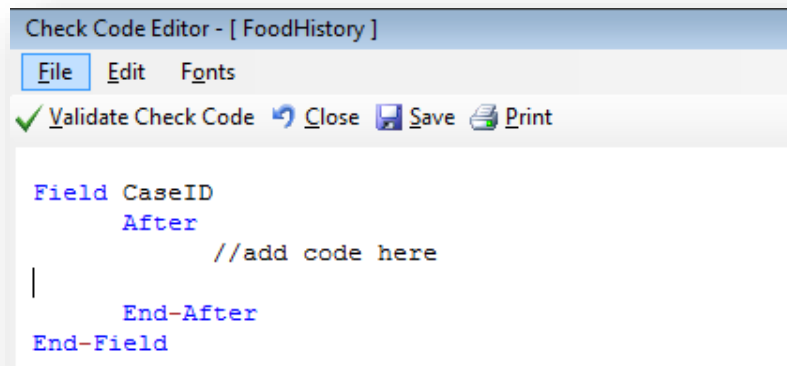 Check Code Editor - [ FoodHistory ]
File Edit Fonts
Validate Check Code Close Save Print
Field CaseID
After
//add code here
End-After
End-Field